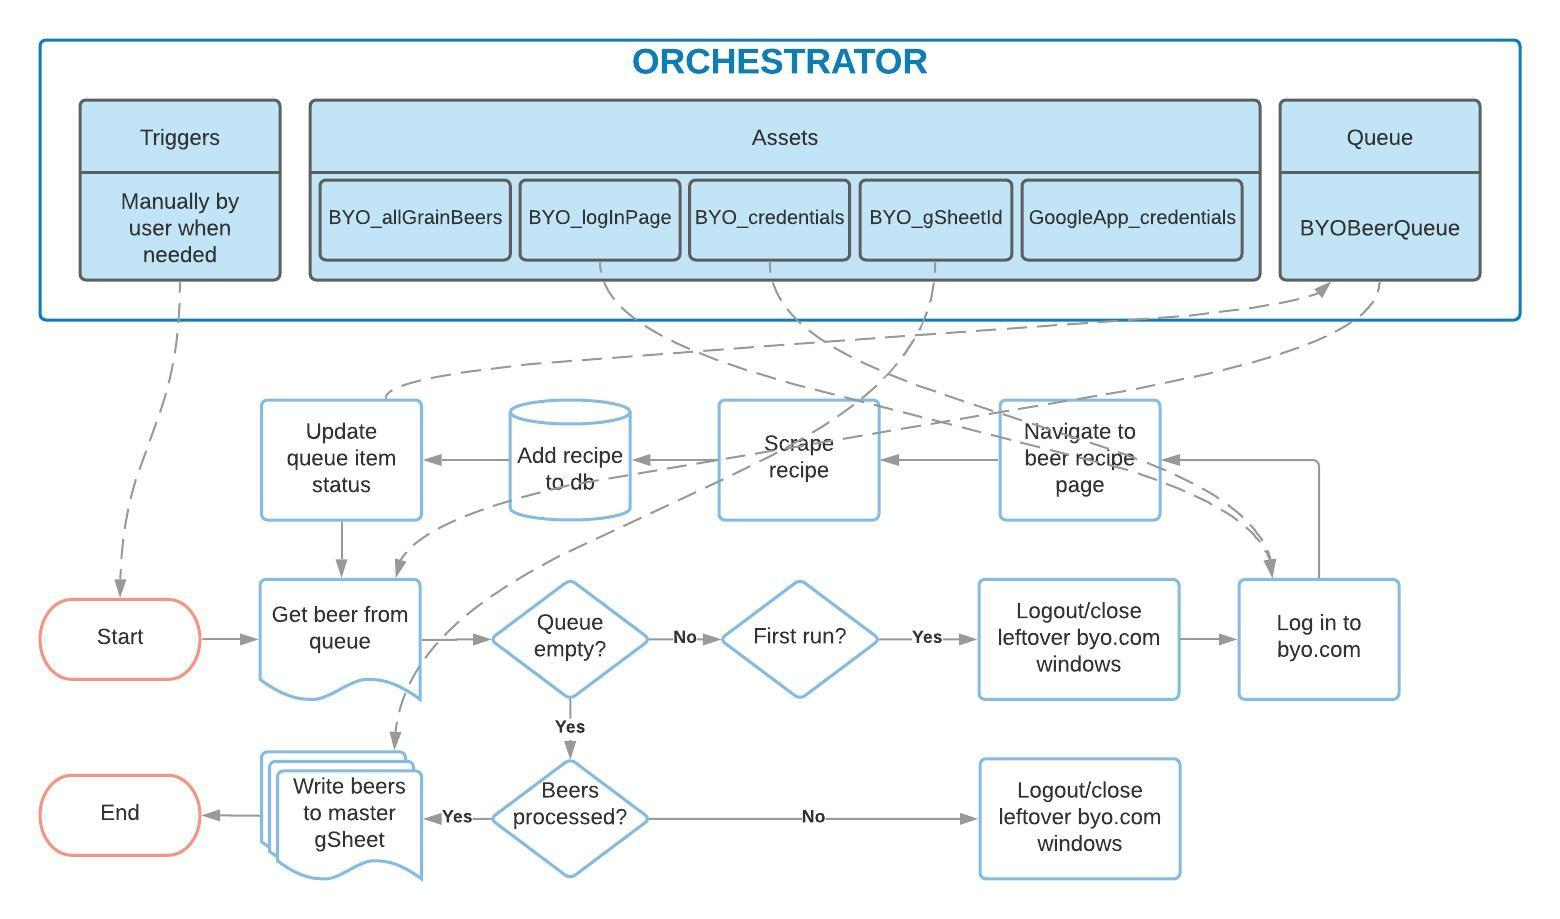 ORCHESTRATOR
Triggers
Manually by
user when
needed
Assets
BYO_allGrainBeers
BYO_logInPage
BYO_credentials
BYO_gSheetId
GoogleApp_credentials
Queue
BYOBeerQueue
Update
queue item
status
Add recipe
to db
Scrape
recipe
Navigate to
beer recipe
page
Start
Get beer from
queue
Queue
empty?
No
First run?
Yes
Logout/close
leftover byo.com
windows
Log in to
byo.com
Yes
End
Write beers
to master
gSheet
Yes
Beers
processed?
No
Logout/close
leftover byo.com
windows